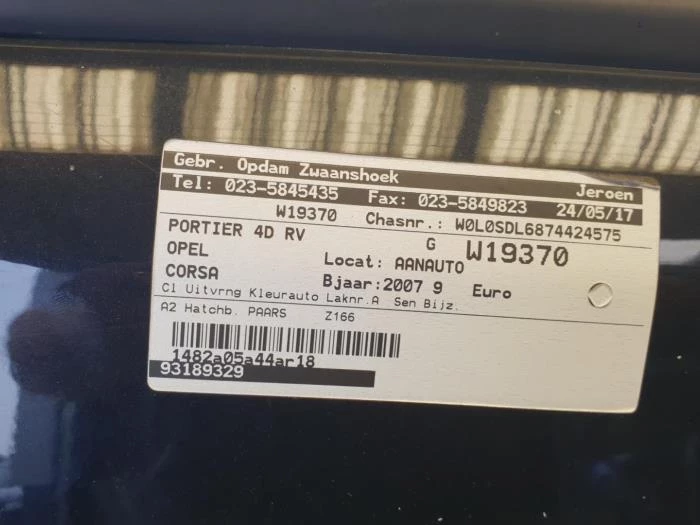 Gebr. Opdam Zwaanshoek Jeroen
Tel: 023-5845435 Fax: 023-5849823 24/05/17
W19370 Chasnr.: W0L0SDL6874424575
PORTIER 4D RV G W19370
OPEL Locat: AANAUTO
CORSA Bjaar:2007 9 Euro
Cl Uitvrng Kleurauto Laknr.A Sen Bijz.
A2 Hatchb. PAARS Z166
1482a05a44ar18
93189329